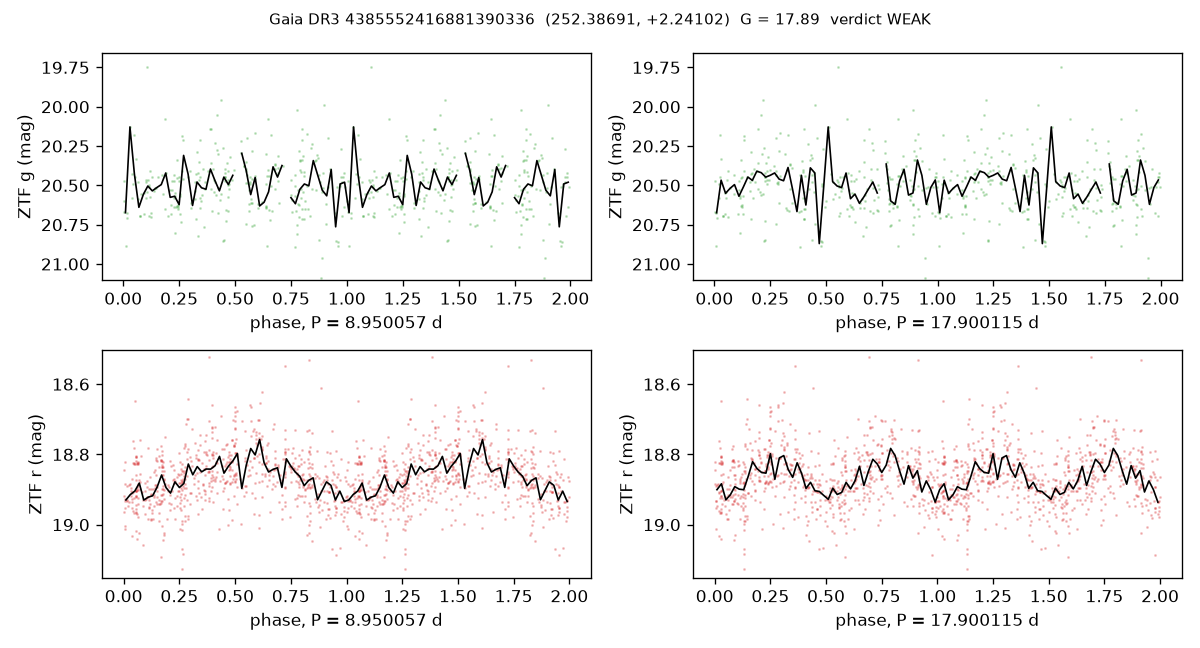 Gaia DR3 4385552416881390336 (252.38691, +2.24102) G = 17.89 verdict WEAK
ZTF g (mag)
19.75
20.00
20.25
20.50
20.75
21.00
0.00 0.25 0.50 0.75 1.00 1.25 1.50 1.75 2.00
phase, P = 8.950057 d
ZTF g (mag)
19.75
20.00
20.25
20.50
20.75
21.00
0.00 0.25 0.50 0.75 1.00 1.25 1.50 1.75 2.00
phase, P = 17.900115 d
ZTF r (mag)
18.6
18.8
19.0
0.00 0.25 0.50 0.75 1.00 1.25 1.50 1.75 2.00
phase, P = 8.950057 d
ZTF r (mag)
18.6
18.8
19.0
0.00 0.25 0.50 0.75 1.00 1.25 1.50 1.75 2.00
phase, P = 17.900115 d